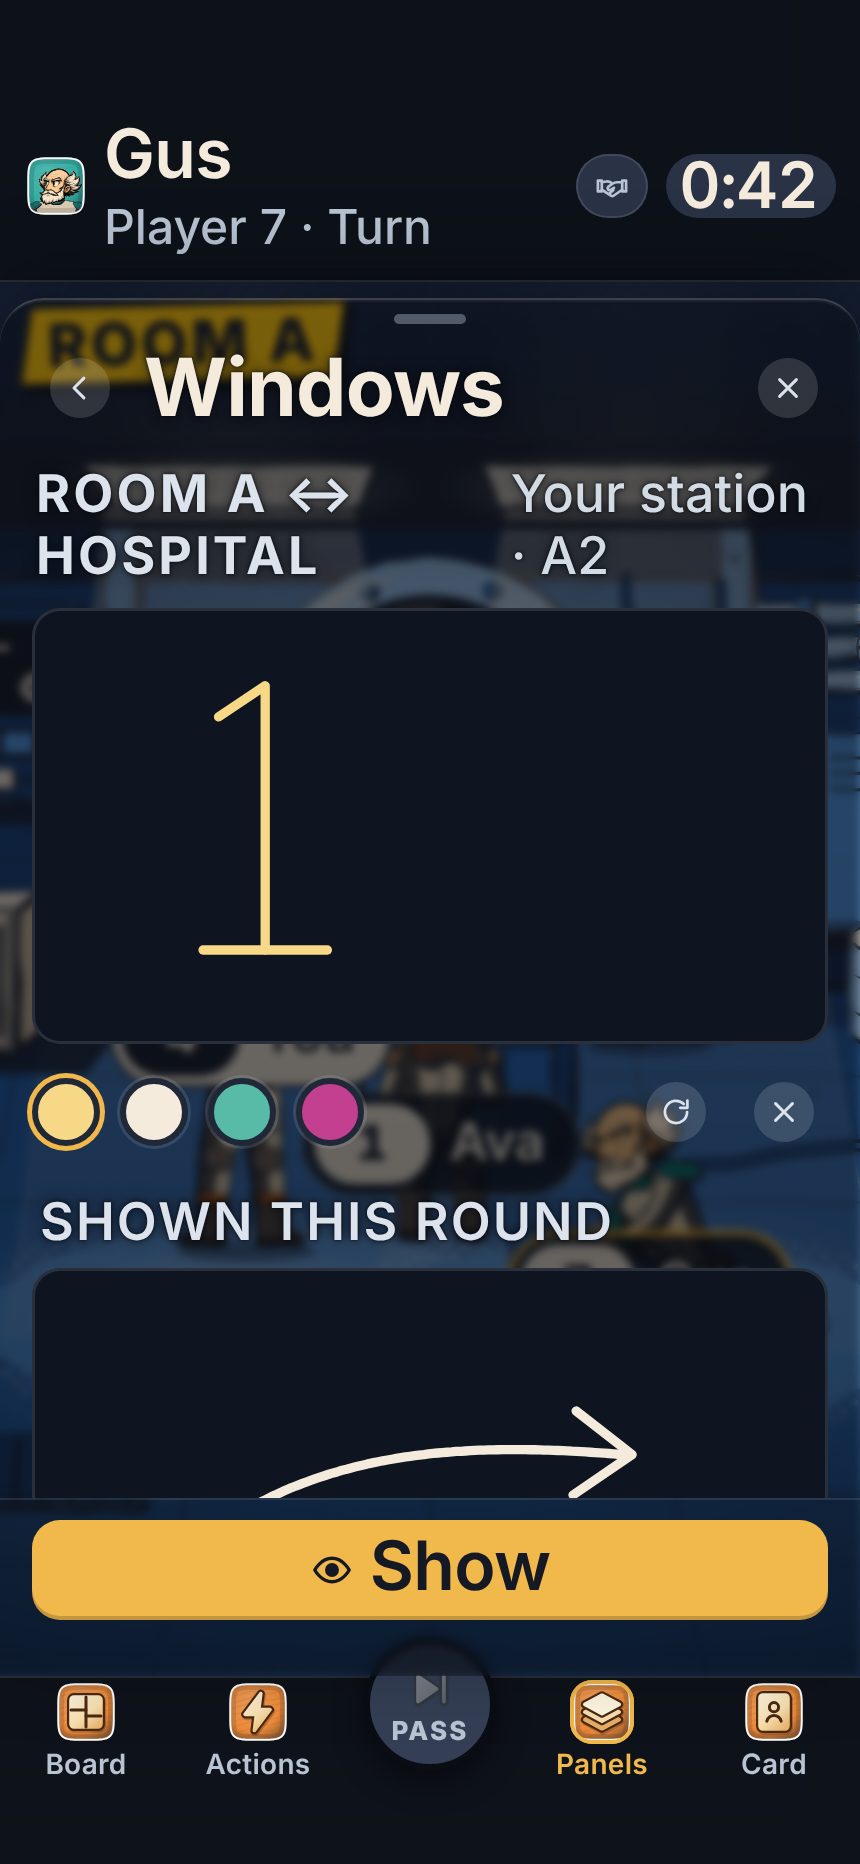 Gus
0:42
Player 7 · Turn
ROOM A
Windows
ROOM A ↔ HOSPITAL
Your station · A2
1
You
1 Ava
SHOWN THIS ROUND
Show
PASS
Board
Actions
Panels
Card